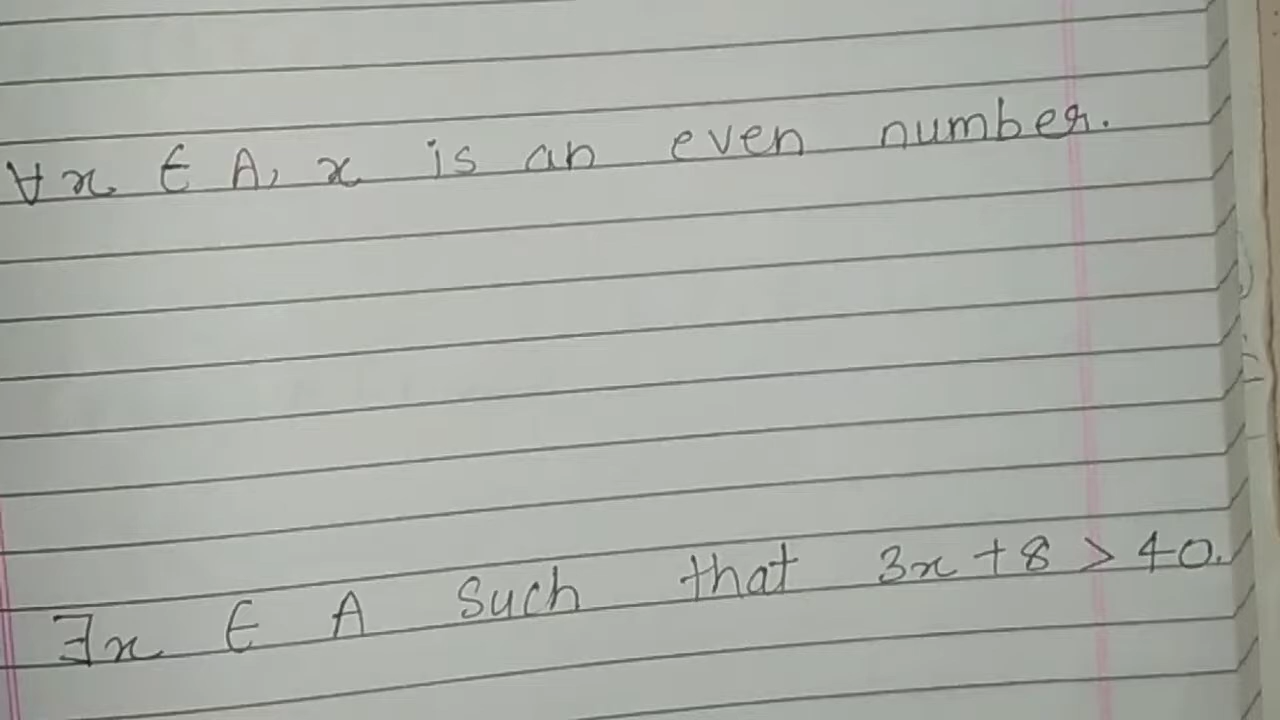 ∀x ∈ A, x is an even number.
∃x ∈ A such that 3x + 8 > 40.